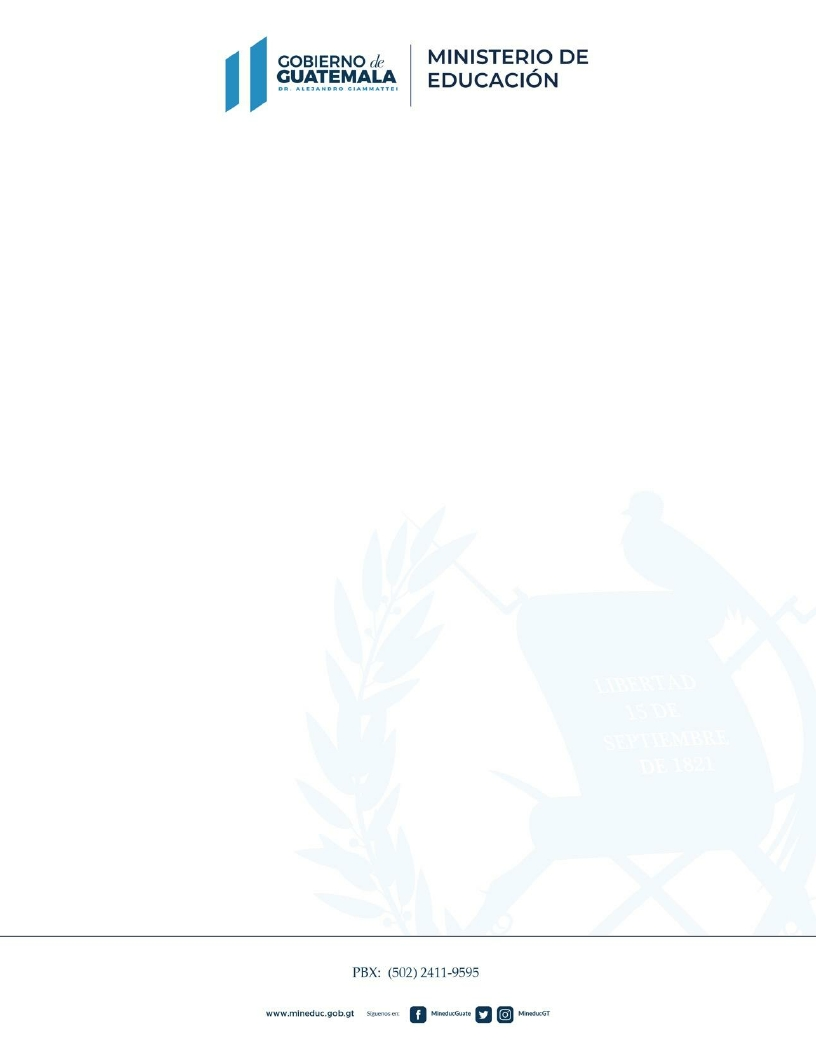 GOBIERNO de
GUATEMALA
DR. ALEJANDRO GIAMMATTEI
MINISTERIO DE
EDUCACIÓN
LIBERTAD
15 DE
SEPTIEMBRE
DE 1821
PBX: (502) 2411-9595
www.mineduc.gob.gt Síguenos en: MineducGuate MineducGT